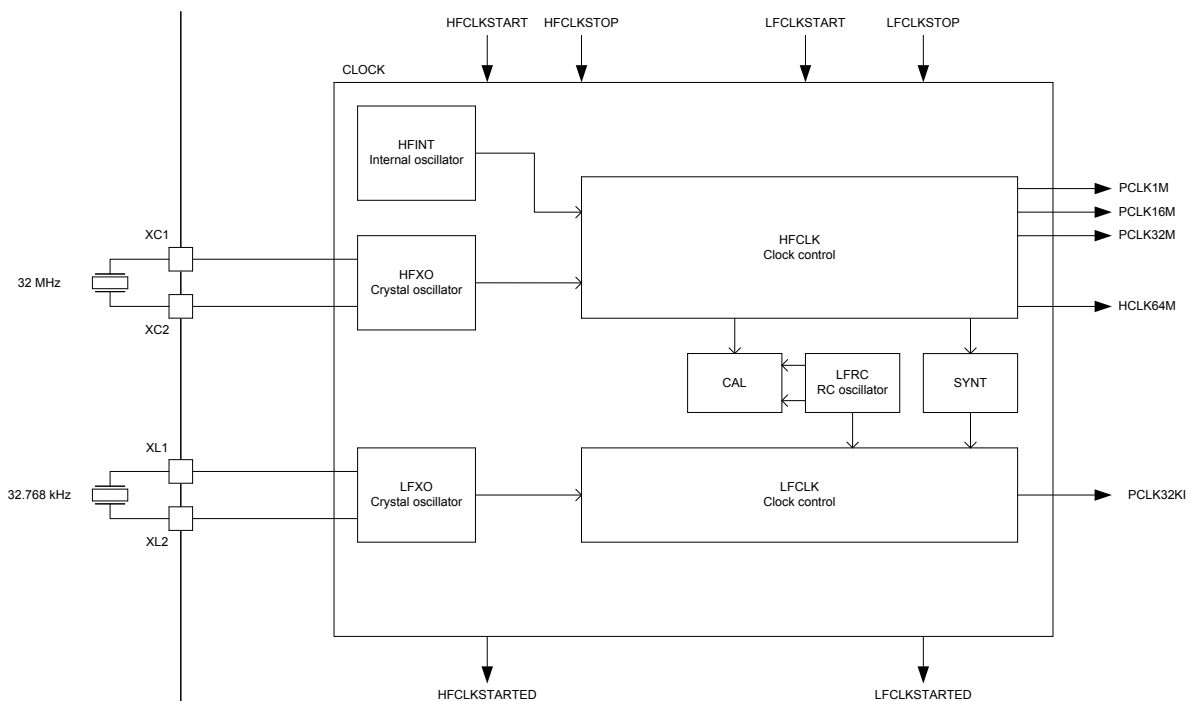 HFCLKSTART
HFCLKSTOP
LFCLKSTART
LFCLKSTOP
CLOCK
HFINT
Internal oscillator
PCLK1M
PCLK16M
PCLK32M
HFCLK
Clock control
XC1
32 MHz
XC2
HFXO
Crystal oscillator
HCLK64M
CAL
LFRC
RC oscillator
SYNT
XL1
32.768 kHz
XL2
LFXO
Crystal oscillator
LFCLK
Clock control
PCLK32KI
HFCLKSTARTED
LFCLKSTARTED